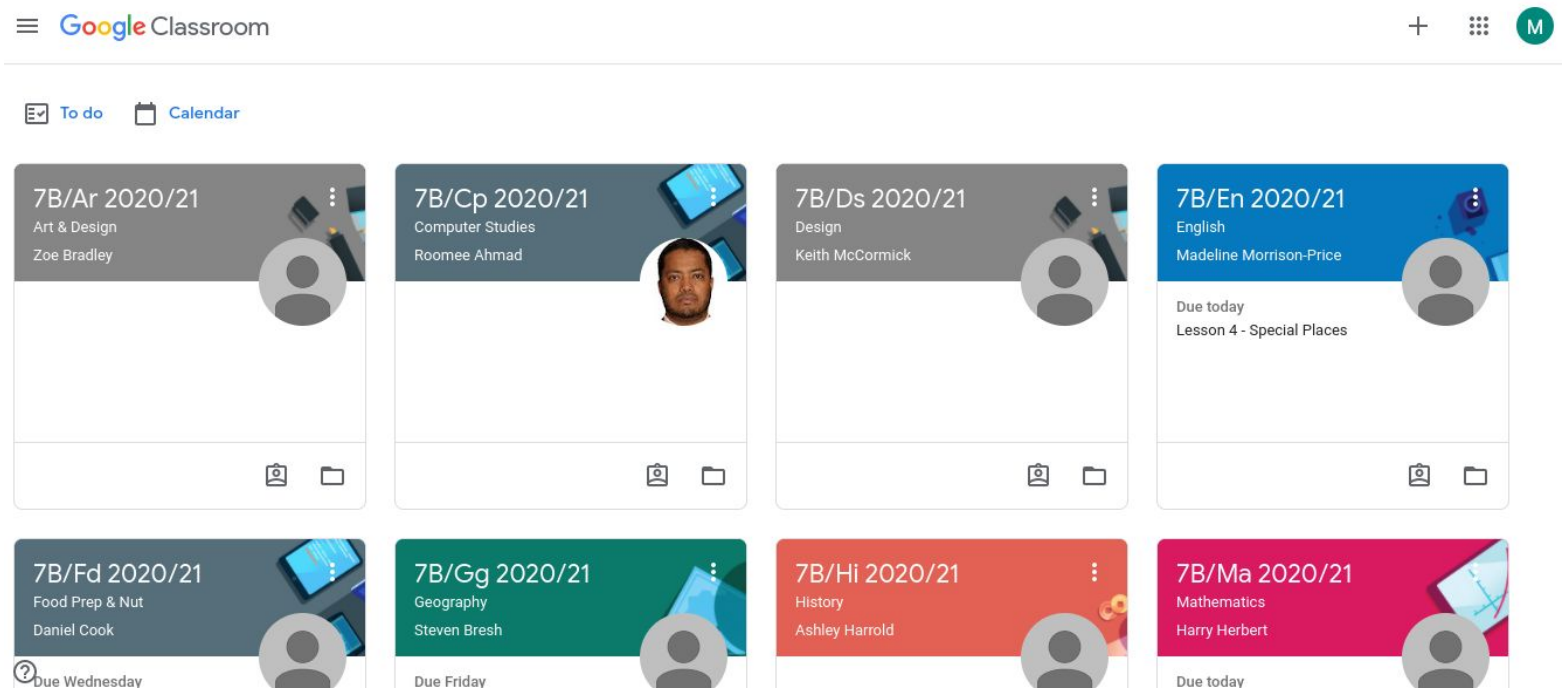 Google Classroom
M
To do
Calendar
7B/Ar 2020/21
Art & Design
Zoe Bradley
7B/Cp 2020/21
Computer Studies
Roomee Ahmad
7B/Ds 2020/21
Design
Keith McCormick
7B/En 2020/21
English
Madeline Morrison-Price
Due today
Lesson 4 - Special Places
7B/Fd 2020/21
Food Prep & Nut
Daniel Cook
Due Wednesday
7B/Gg 2020/21
Geography
Steven Bresh
Due Friday
7B/Hi 2020/21
History
Ashley Harrold
7B/Ma 2020/21
Mathematics
Harry Herbert
Due today